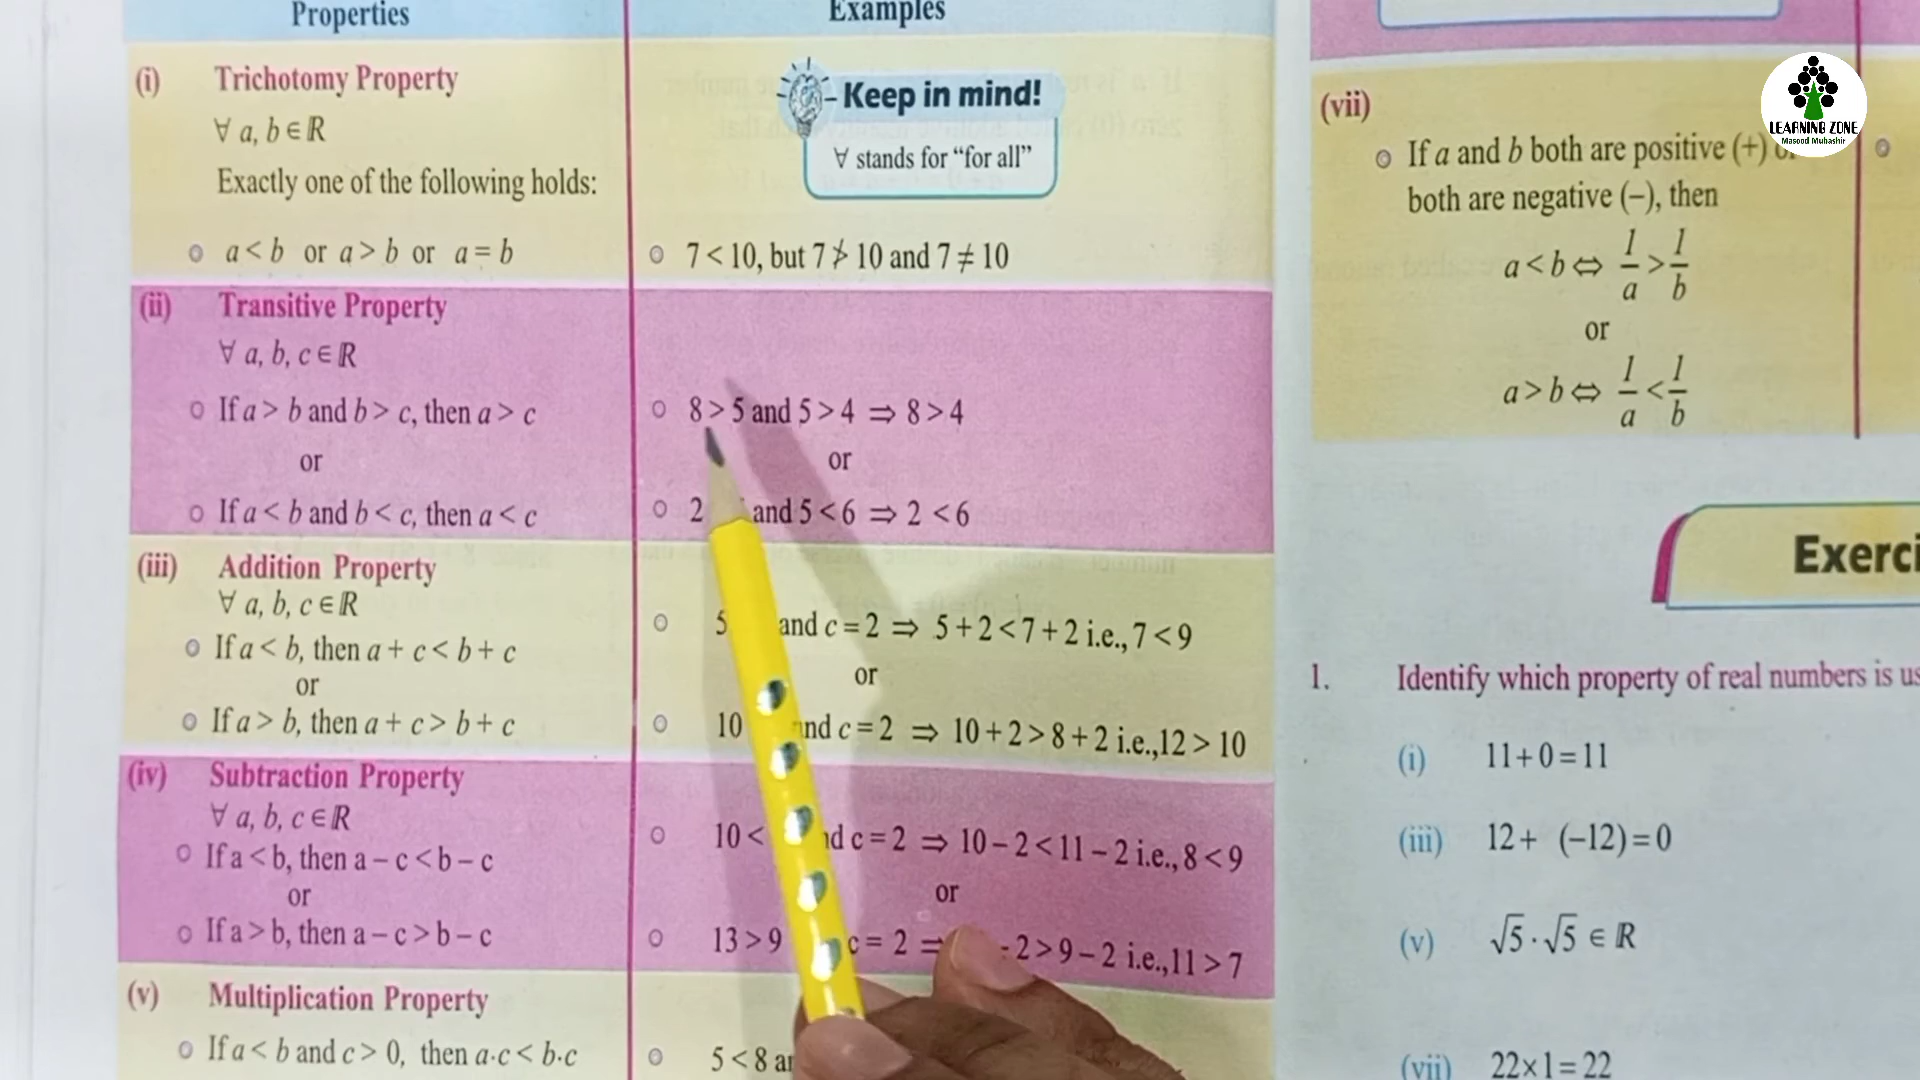 Properties
Examples
(i) Trichotomy Property
∀ a, b ∈ ℝ
Exactly one of the following holds:
a < b or a > b or a = b
Keep in mind!
∀ stands for “for all”
7 < 10, but 7 ≯ 10 and 7 ≠ 10
(ii) Transitive Property
∀ a, b, c ∈ ℝ
If a > b and b > c, then a > c
or
If a < b and b < c, then a < c
8 > 5 and 5 > 4 ⇒ 8 > 4
or
2 and 5 < 6 ⇒ 2 < 6
(iii) Addition Property
∀ a, b, c ∈ ℝ
If a < b, then a + c < b + c
or
If a > b, then a + c > b + c
5 and c = 2 ⇒ 5 + 2 < 7 + 2 i.e., 7 < 9
or
10 and c = 2 ⇒ 10 + 2 > 8 + 2 i.e., 12 > 10
(iv) Subtraction Property
∀ a, b, c ∈ ℝ
If a < b, then a – c < b – c
or
If a > b, then a – c > b – c
10 < c = 2 ⇒ 10 – 2 < 11 – 2 i.e., 8 < 9
or
13 > 9 c = 2 ⇒ – 2 > 9 – 2 i.e., 11 > 7
(v) Multiplication Property
If a < b and c > 0, then a·c < b·c
5 < 8
(vii)
If a and b both are positive (+)
both are negative (–), then
a < b ⇔ 1/a > 1/b
or
a > b ⇔ 1/a < 1/b
LEARNING ZONE
Masood Muhashir
Exerci
1. Identify which property of real numbers is us
(i) 11 + 0 = 11
(iii) 12 + (–12) = 0
(v) √5 · √5 ∈ ℝ
(vii) 22 × 1 = 22